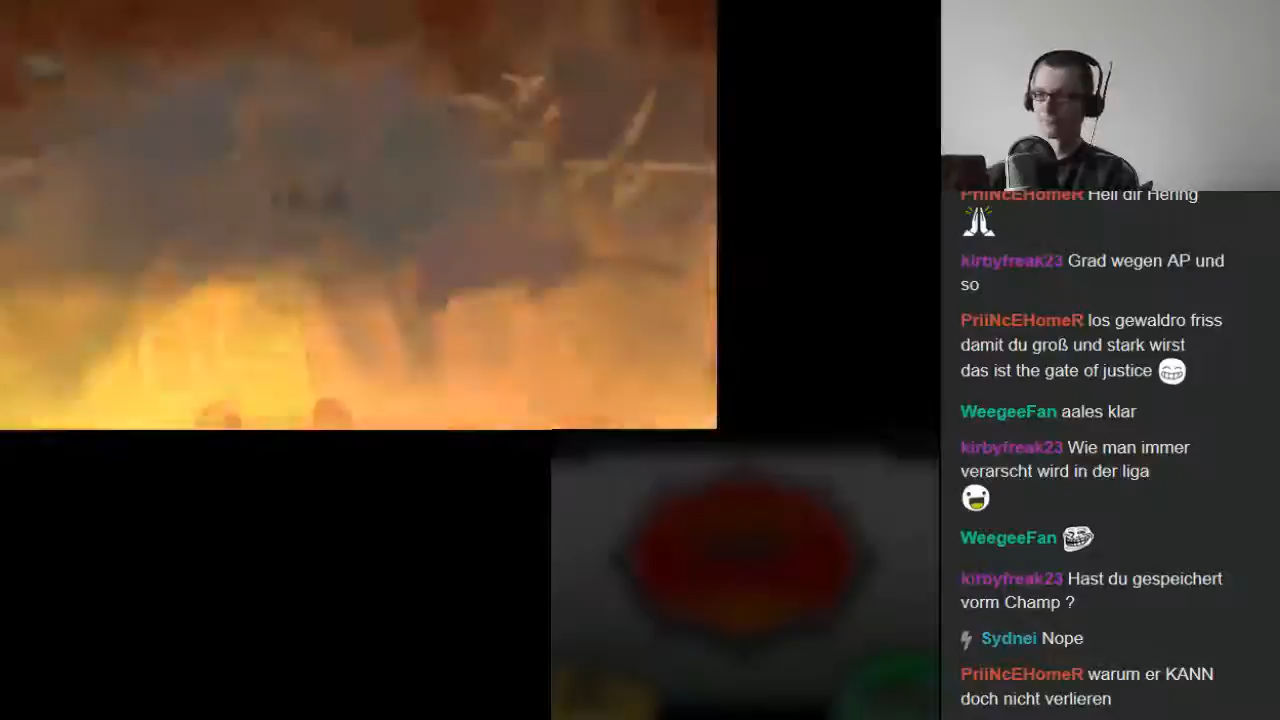 PriiNcEHomeR Heil dir Hering
kirbyfreak23 Grad wegen AP und
so
PriiNcEHomeR los gewaldro friss
damit du groß und stark wirst
das ist the gate of justice
WeegeeFan aales klar
kirbyfreak23 Wie man immer
verarscht wird in der liga
WeegeeFan
kirbyfreak23 Hast du gespeichert
vorm Champ ?
Sydnei Nope
PriiNcEHomeR warum er KANN
doch nicht verlieren